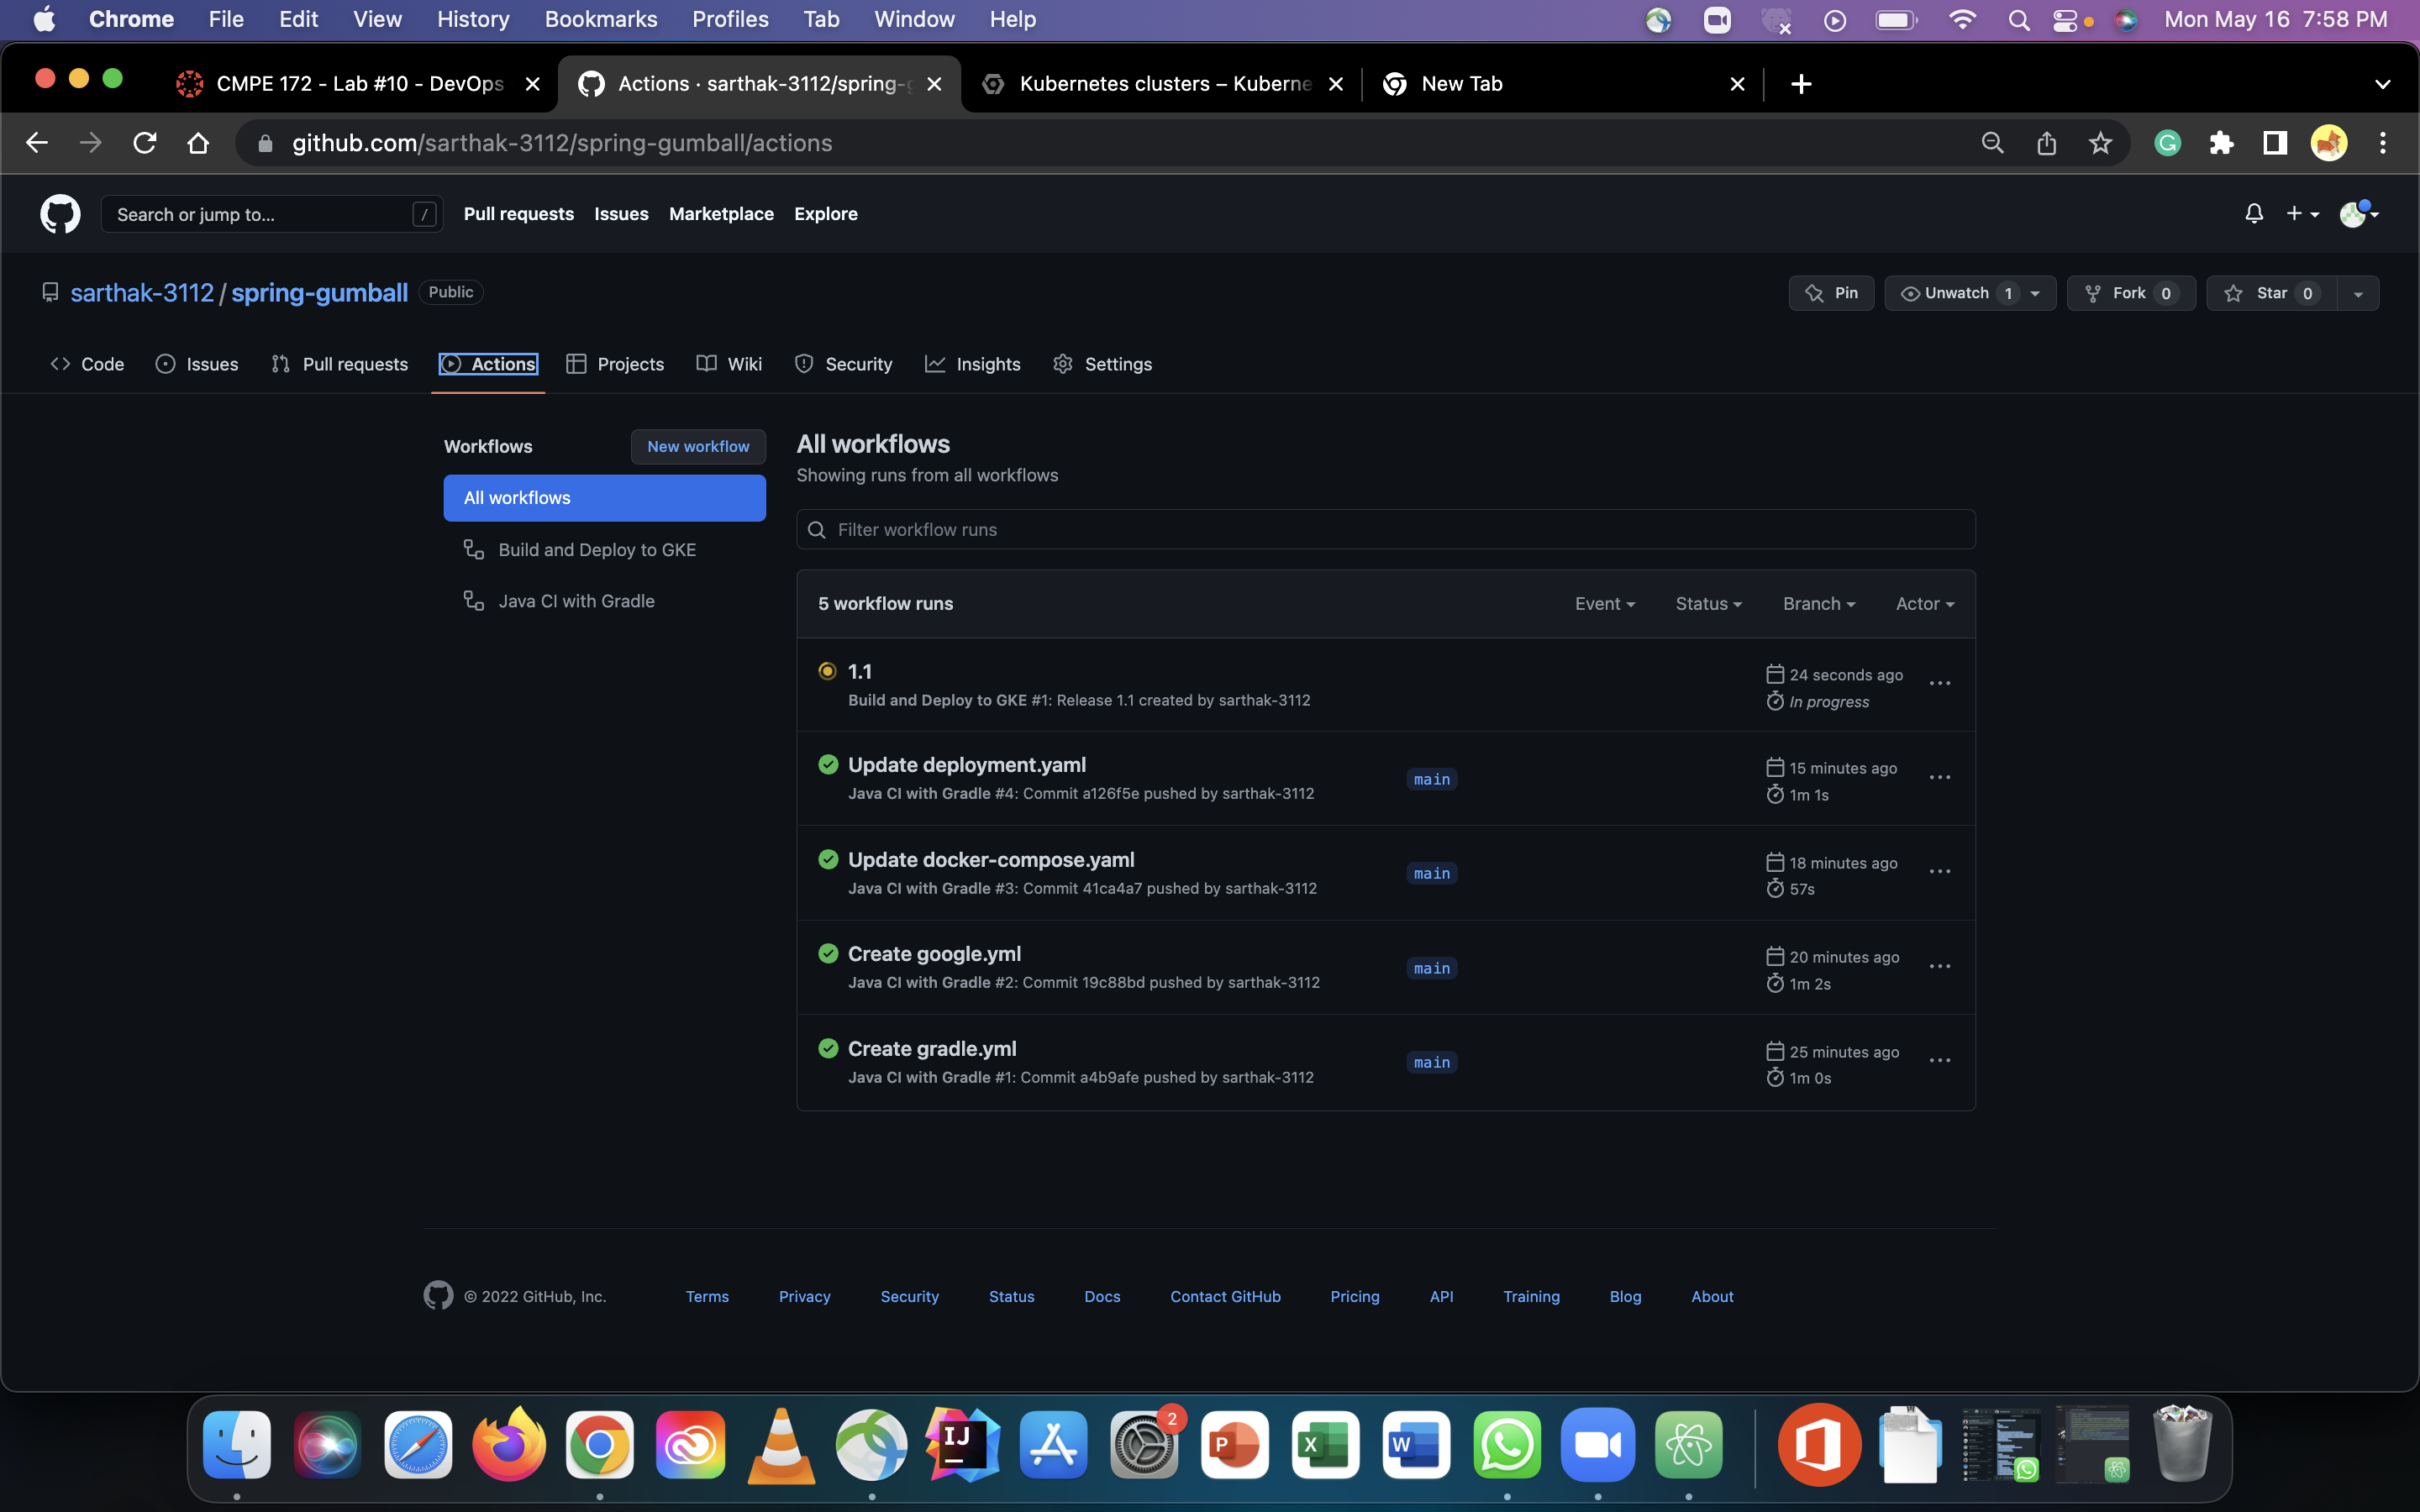 Chrome File Edit View History Bookmarks Profiles Tab Window Help Mon May 16 7:58 PM
CMPE 172 - Lab #10 - DevOps Actions · sarthak-3112/spring-g Kubernetes clusters – Kuberne New Tab
github.com/sarthak-3112/spring-gumball/actions
Search or jump to... / Pull requests Issues Marketplace Explore
sarthak-3112 / spring-gumball Public Pin Unwatch 1 Fork 0 Star 0
Code Issues Pull requests Actions Projects Wiki Security Insights Settings
Workflows New workflow
All workflows
Build and Deploy to GKE
Java CI with Gradle
All workflows
Showing runs from all workflows
Filter workflow runs
5 workflow runs Event Status Branch Actor
1.1
24 seconds ago
Build and Deploy to GKE #1: Release 1.1 created by sarthak-3112
In progress
Update deployment.yaml
15 minutes ago
main
Java CI with Gradle #4: Commit a126f5e pushed by sarthak-3112
1m 1s
Update docker-compose.yaml
18 minutes ago
main
Java CI with Gradle #3: Commit 41ca4a7 pushed by sarthak-3112
57s
Create google.yml
20 minutes ago
main
Java CI with Gradle #2: Commit 19c88bd pushed by sarthak-3112
1m 2s
Create gradle.yml
25 minutes ago
main
Java CI with Gradle #1: Commit a4b9afe pushed by sarthak-3112
1m 0s
© 2022 GitHub, Inc. Terms Privacy Security Status Docs Contact GitHub Pricing API Training Blog About
IJ 2 P X W